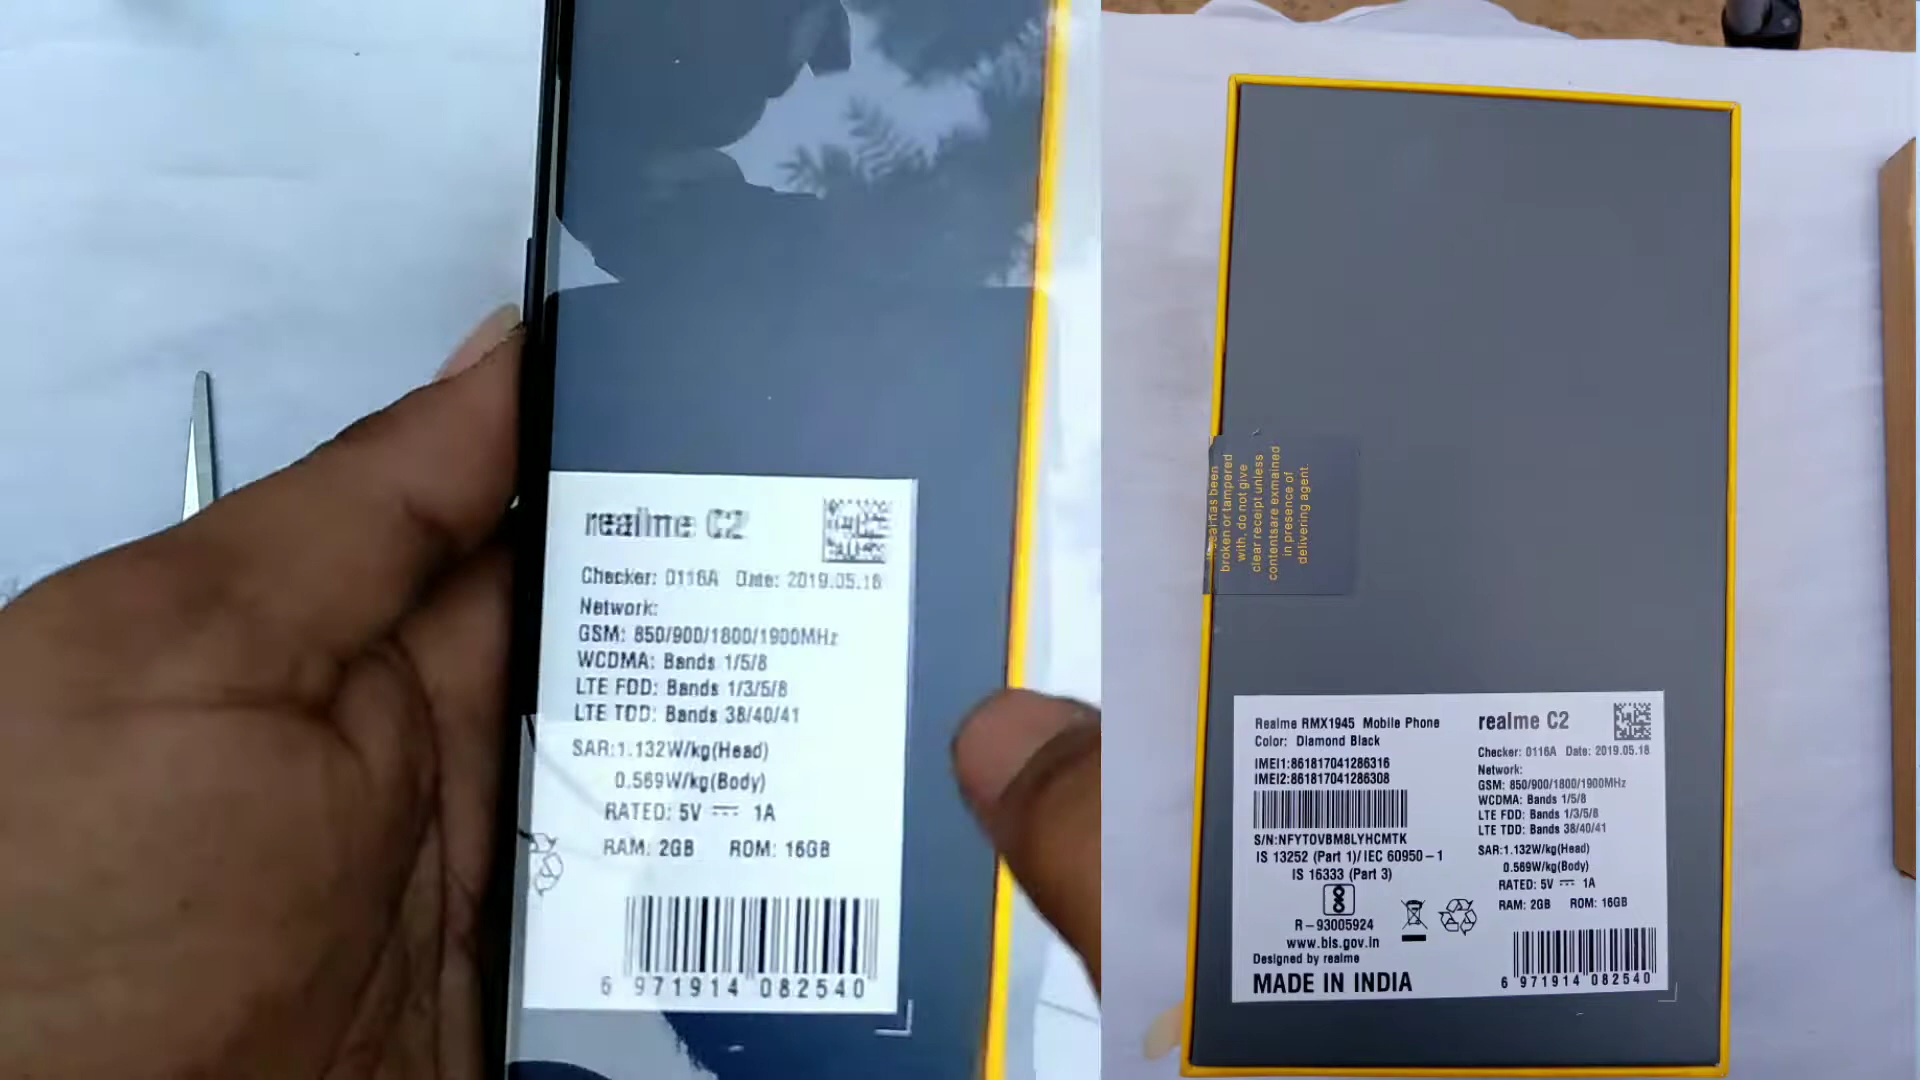 realme C2
Checker: 0116A Date: 2019.05.18
Network:
GSM: 850/900/1800/1900MHz
WCDMA: Bands 1/5/8
LTE FDD: Bands 1/3/5/8
LTE TDD: Bands 38/40/41
SAR:1.132W/kg(Head)
0.569W/kg(Body)
RATED: 5V 1A
RAM: 2GB ROM: 16GB
6 971914 082540
has been
broken or tampered
with, do not give
clear receipt unless
contentsare exmained
in presence of
delivering agent.
Realme RMX1945 Mobile Phone
Color: Diamond Black
IMEI1:861817041286316
IMEI2:861817041286308
S/N:NFYTOVBM8LYHCMTK
IS 13252 (Part 1)/IEC 60950-1
IS 16333 (Part 3)
R-93005924
www.bis.gov.in
Designed by realme
MADE IN INDIA
realme C2
Checker: 0116A Date: 2019.05.18
Network:
GSM: 850/900/1800/1900MHz
WCDMA: Bands 1/5/8
LTE FDD: Bands 1/3/5/8
LTE TDD: Bands 38/40/41
SAR:1.132W/kg(Head)
0.569W/kg(Body)
RATED: 5V 1A
RAM: 2GB ROM: 16GB
6 971914 082540